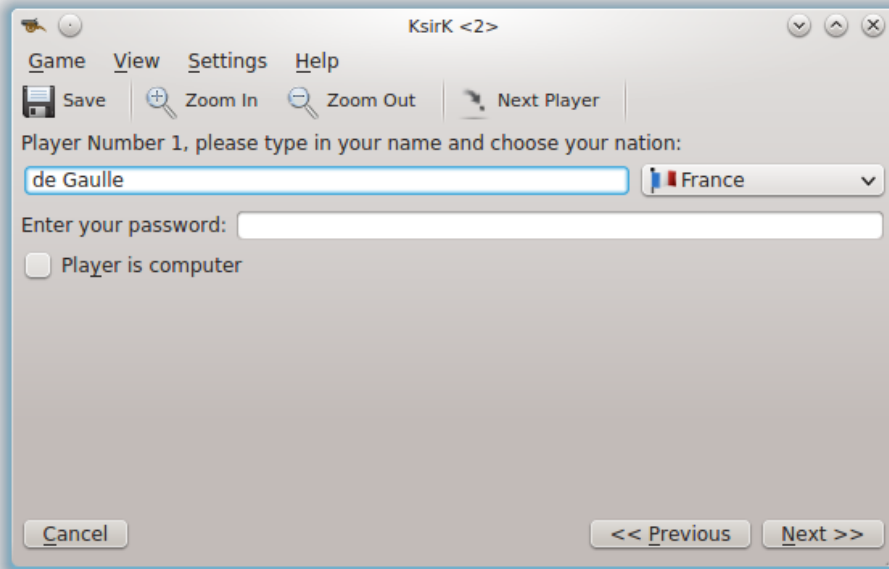 KsirK <2>
Game View Settings Help
Save Zoom In Zoom Out Next Player
Player Number 1, please type in your name and choose your nation:
de Gaulle France
Enter your password:
Player is computer
Cancel << Previous Next >>